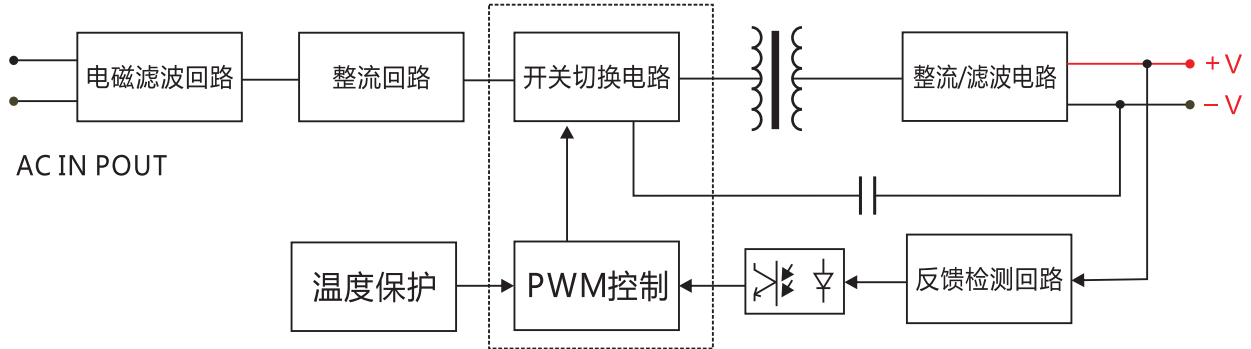 电磁滤波回路
整流回路
开关切换电路
整流/滤波电路
+V
-V
AC IN POUT
温度保护
PWM控制
反馈检测回路